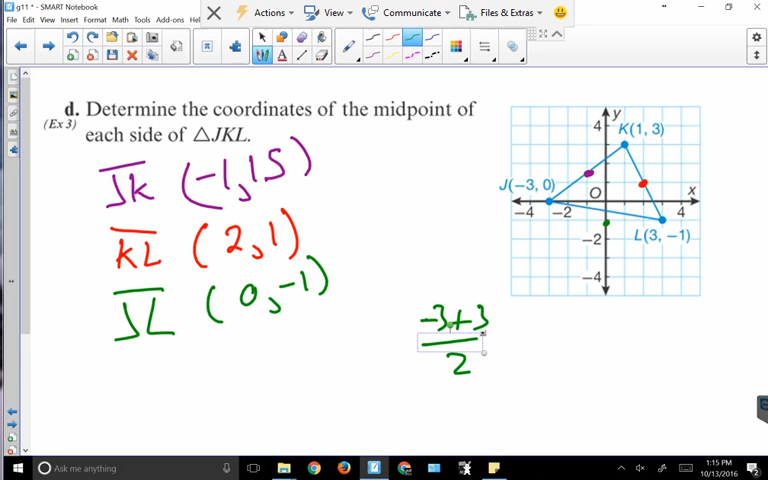 g11 * - SMART Notebook
Actions
View
Communicate
Files & Extras
File Edit View Insert Format Math Tools Add-ons Help
d. Determine the coordinates of the midpoint of
(Ex 3) each side of △JKL.
JK (-1,1.5)
KL (2,1)
JL (0,-1)
-3+3
2
y
4
K(1, 3)
J(−3, 0)
O
x
−4 −2 4
−2
L(3, −1)
−4
Ask me anything
1:15 PM
10/13/2016
2